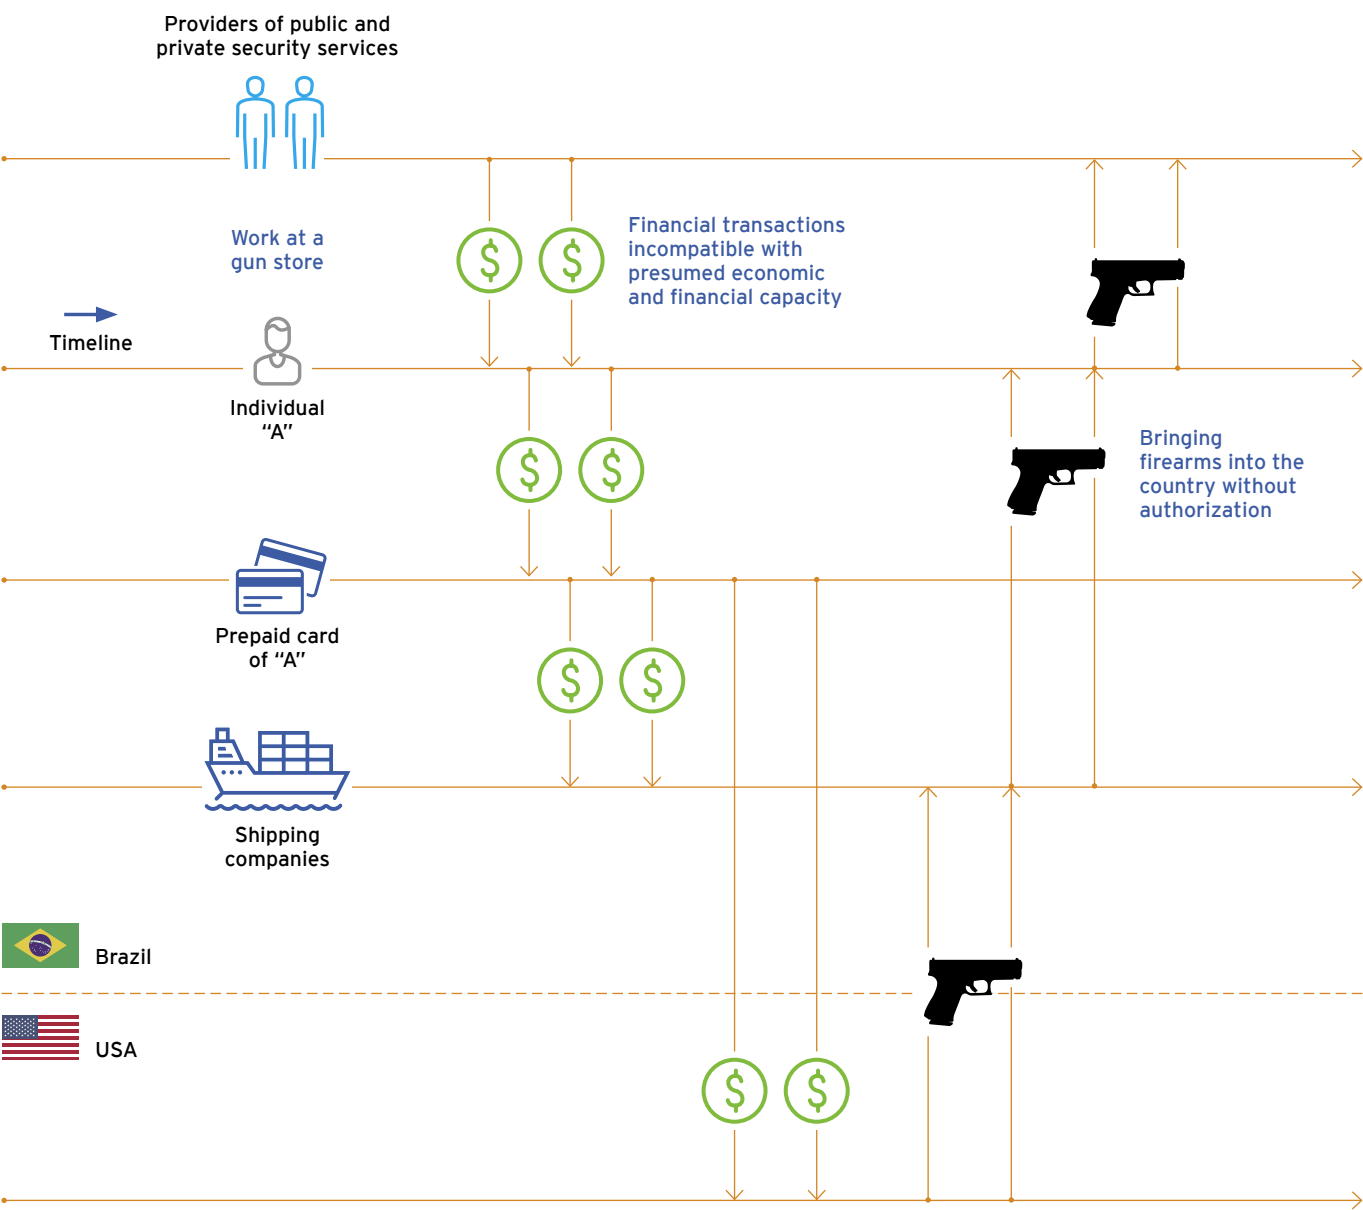 Providers of public and
private security services
Work at a
gun store
Financial transactions
incompatible with
presumed economic
and financial capacity
Timeline
Individual
“A”
Bringing
firearms into the
country without
authorization
Prepaid card
of “A”
Shipping
companies
Brazil
USA